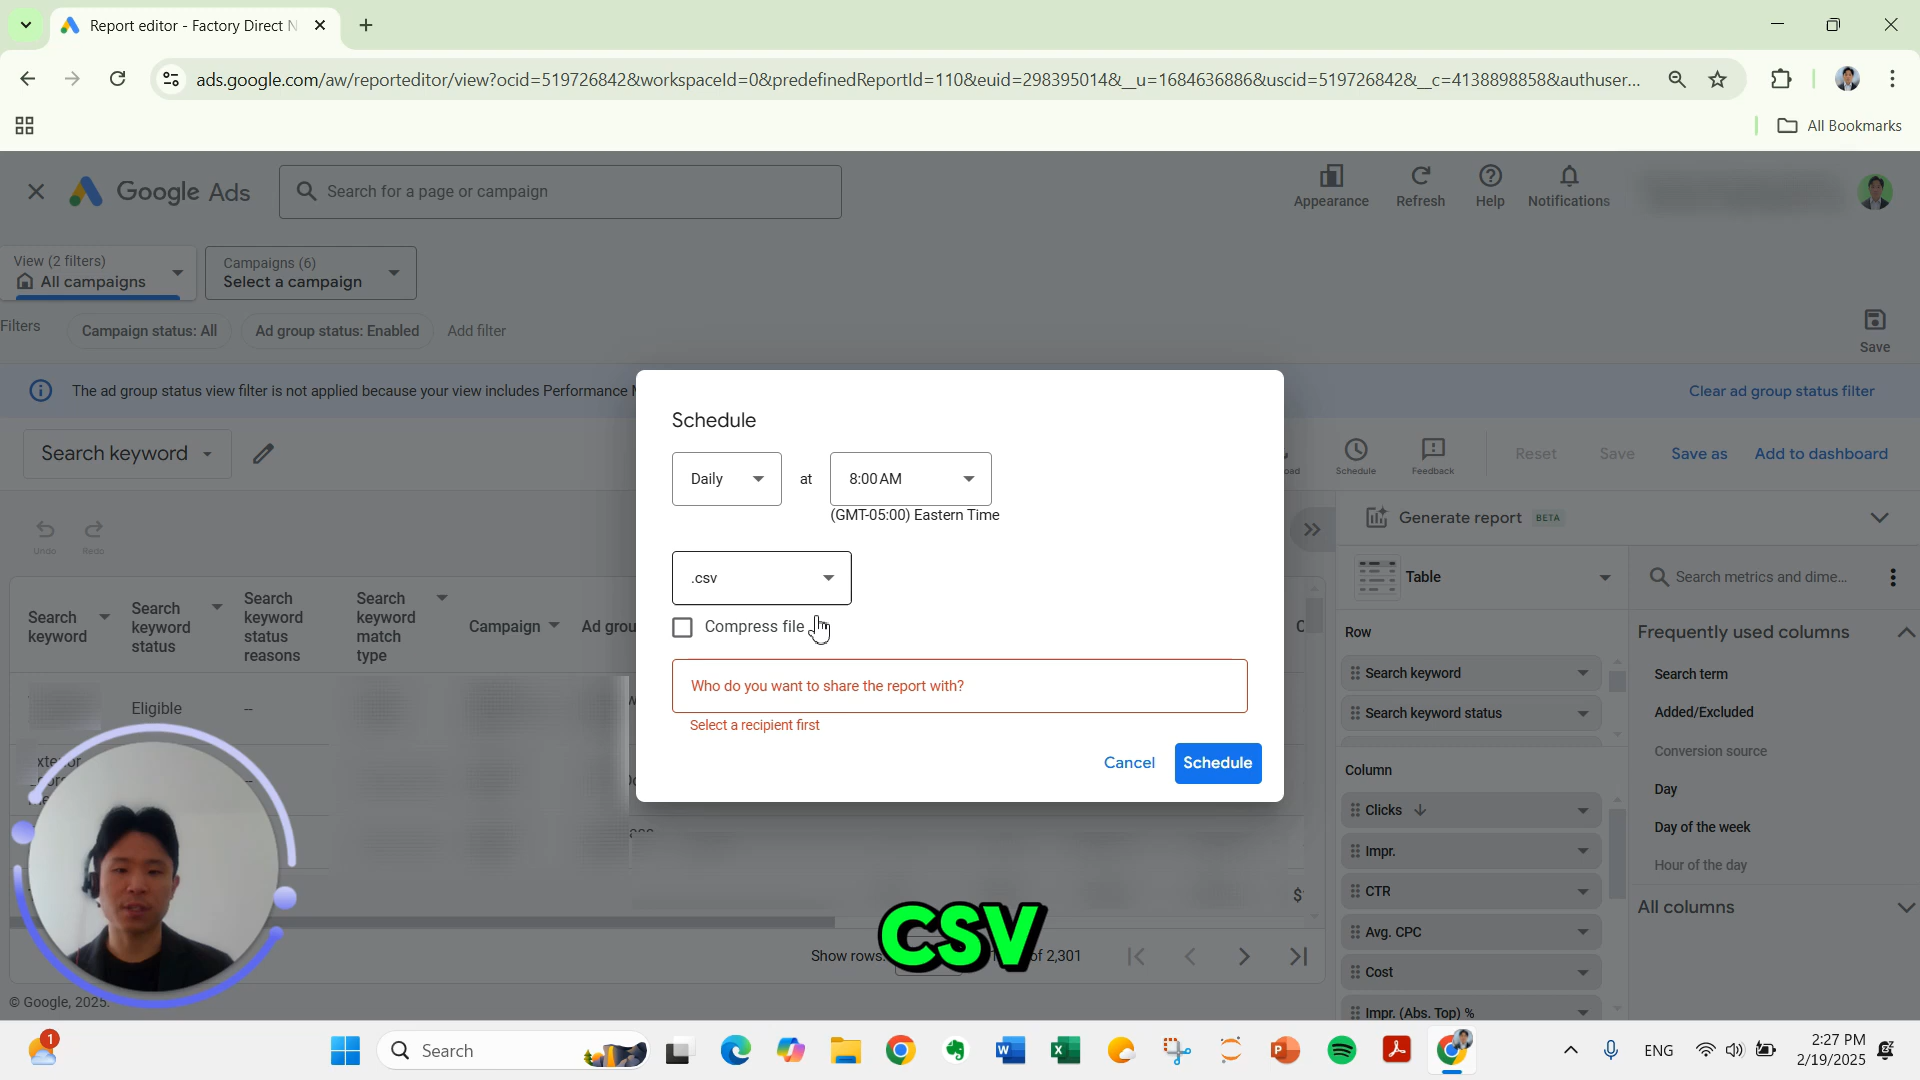 Report editor - Factory Direct N
ads.google.com/aw/reporteditor/view?ocid=519726842&workspaceId=0&predefinedReportId=110&euid=298395014&__u=1684636886&uscid=519726842&__c=4138898858&authuser...
All Bookmarks
Google Ads
Search for a page or campaign
Appearance
Refresh
Help
Notifications
View (2 filters)
All campaigns
Campaigns (6)
Select a campaign
Filters
Campaign status: All
Ad group status: Enabled
Add filter
Save
The ad group status view filter is not applied because your view includes Performance
Clear ad group status filter
Search keyword
Schedule
Feedback
Reset
Save
Save as
Add to dashboard
Undo
Redo
Schedule
Daily
at
8:00 AM
(GMT-05:00) Eastern Time
.csv
Compress file
Who do you want to share the report with?
Select a recipient first
Cancel
Schedule
Generate report BETA
Table
Search metrics and dime...
Search
keyword
Search
keyword
status
Search
keyword
status
reasons
Search
keyword
match
type
Campaign
Ad grou
Eligible
--
Row
Search keyword
Search keyword status
Column
Clicks
Impr.
CTR
Avg. CPC
Cost
Impr. (Abs. Top) %
Frequently used columns
Search term
Added/Excluded
Conversion source
Day
Day of the week
Hour of the day
All columns
CSV
Show rows:
of 2,301
$
© Google, 2025.
1
Search
ENG
2:27 PM
2/19/2025